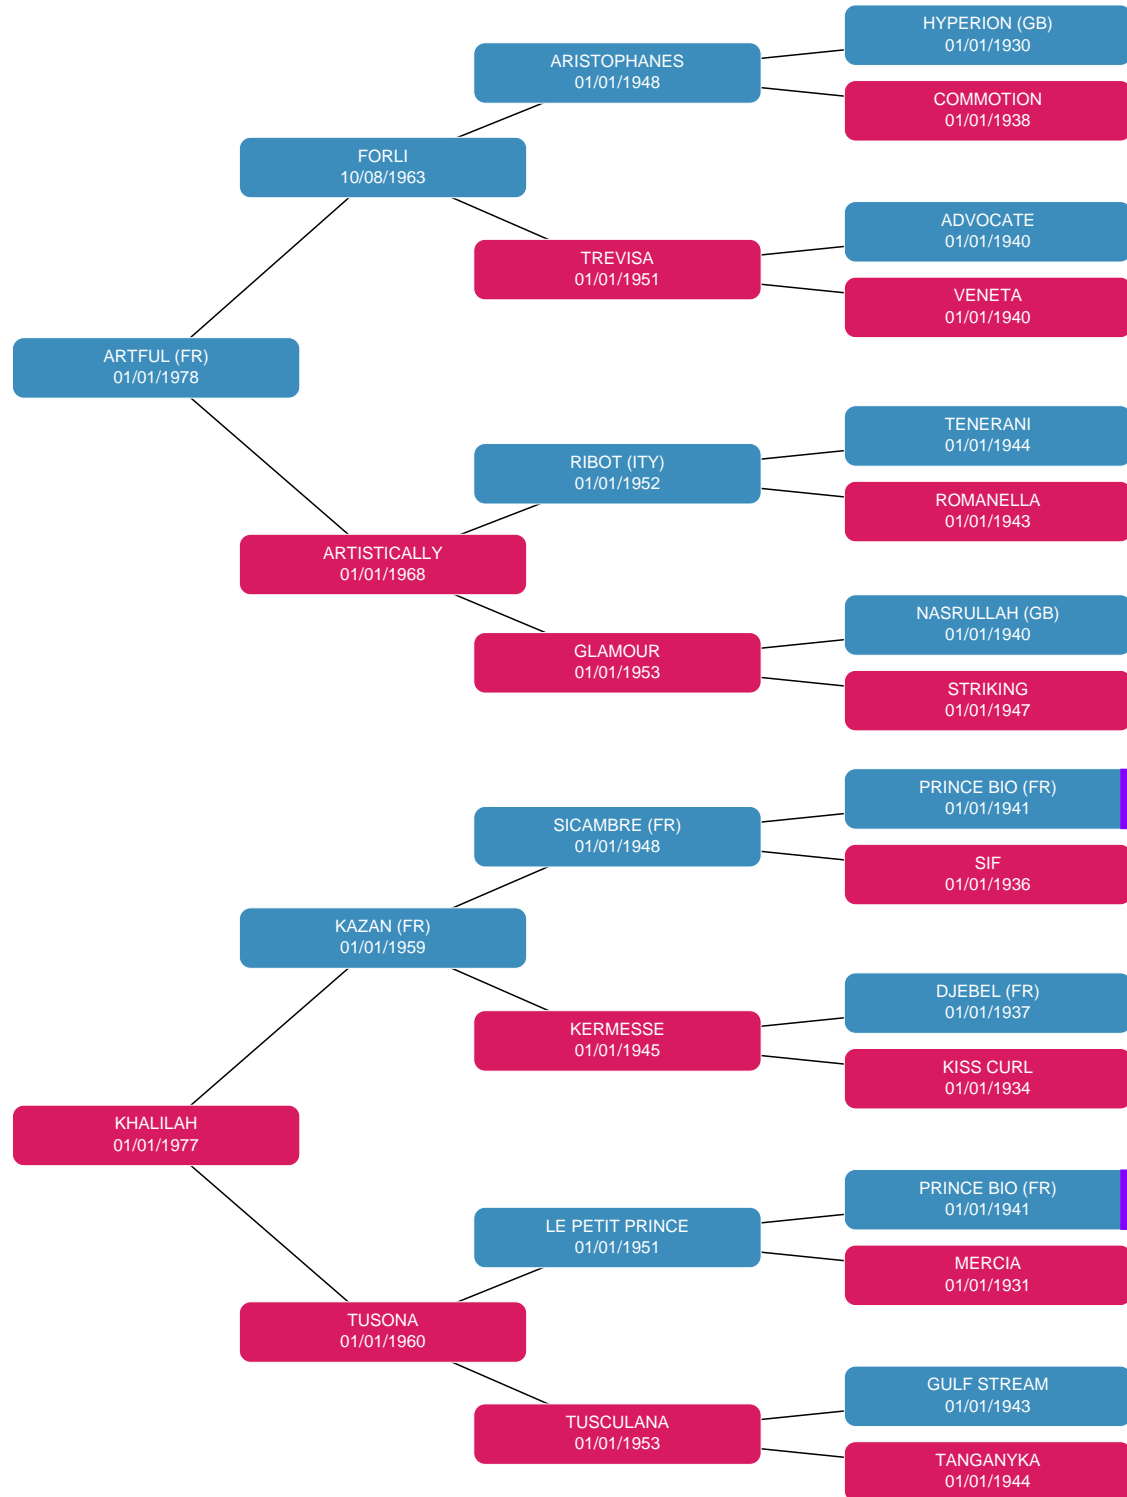 HYPERION (GB)
01/01/1930
ARISTOPHANES
01/01/1948
COMMOTION
01/01/1938
FORLI
10/08/1963
ADVOCATE
01/01/1940
TREVISA
01/01/1951
VENETA
01/01/1940
ARTFUL (FR)
01/01/1978
TENERANI
01/01/1944
RIBOT (ITY)
01/01/1952
ROMANELLA
01/01/1943
ARTISTICALLY
01/01/1968
NASRULLAH (GB)
01/01/1940
GLAMOUR
01/01/1953
STRIKING
01/01/1947
PRINCE BIO (FR)
01/01/1941
SICAMBRE (FR)
01/01/1948
SIF
01/01/1936
KAZAN (FR)
01/01/1959
DJEBEL (FR)
01/01/1937
KERMESSE
01/01/1945
KISS CURL
01/01/1934
KHALILAH
01/01/1977
PRINCE BIO (FR)
01/01/1941
LE PETIT PRINCE
01/01/1951
MERCIA
01/01/1931
TUSONA
01/01/1960
GULF STREAM
01/01/1943
TUSCULANA
01/01/1953
TANGANYKA
01/01/1944